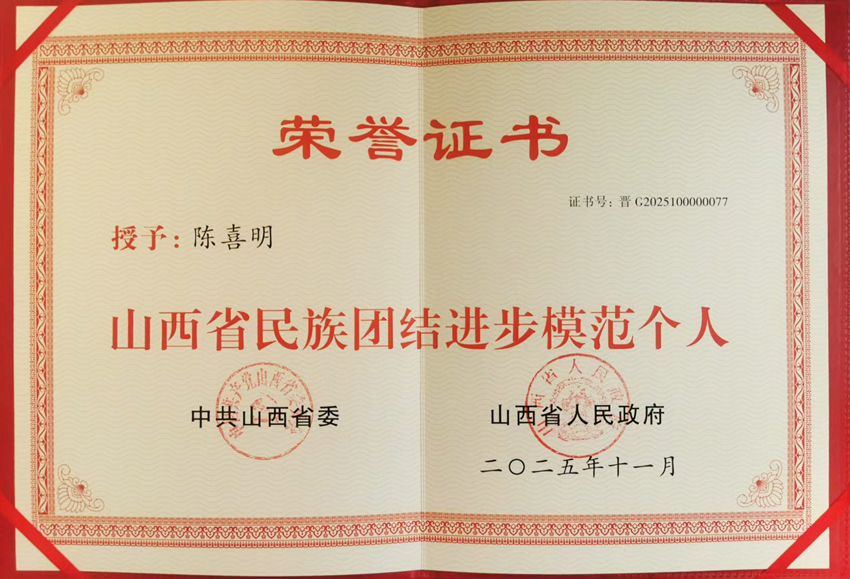 荣誉证书
证书号：晋 G2025100000077
授予：陈喜明
山西省民族团结进步模范个人
中共山西省委
山西省人民政府
二〇二五年十一月